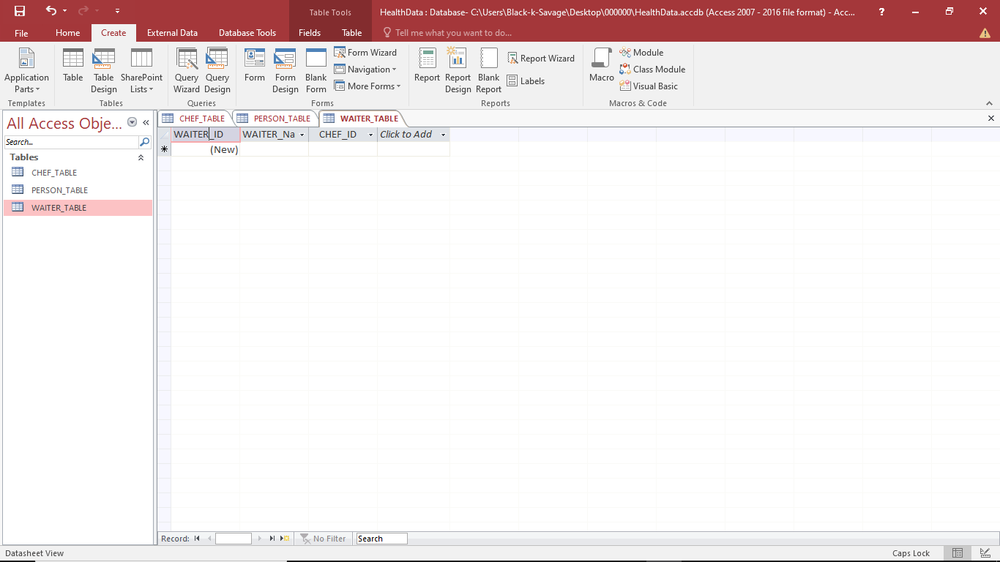 Table Tools
HealthData : Database- C:\Users\Black-k-Savage\Desktop\000000\HealthData.accdb (Access 2007 - 2016 file format) - Acc...
?
File Home Create External Data Database Tools Fields Table Tell me what you want to do...
Application Parts
Templates
Table
Table Design
SharePoint Lists
Tables
Query Wizard
Query Design
Queries
Form
Form Design
Blank Form
Form Wizard
Navigation
More Forms
Forms
Report
Report Design
Blank Report
Report Wizard
Labels
Reports
Macro
Module
Class Module
Visual Basic
Macros & Code
All Access Obje...
Search...
Tables
CHEF_TABLE
PERSON_TABLE
WAITER_TABLE
CHEF_TABLE PERSON_TABLE WAITER_TABLE
WAITER_ID WAITER_Na CHEF_ID Click to Add
(New)
Record: No Filter Search
Datasheet View Caps Lock